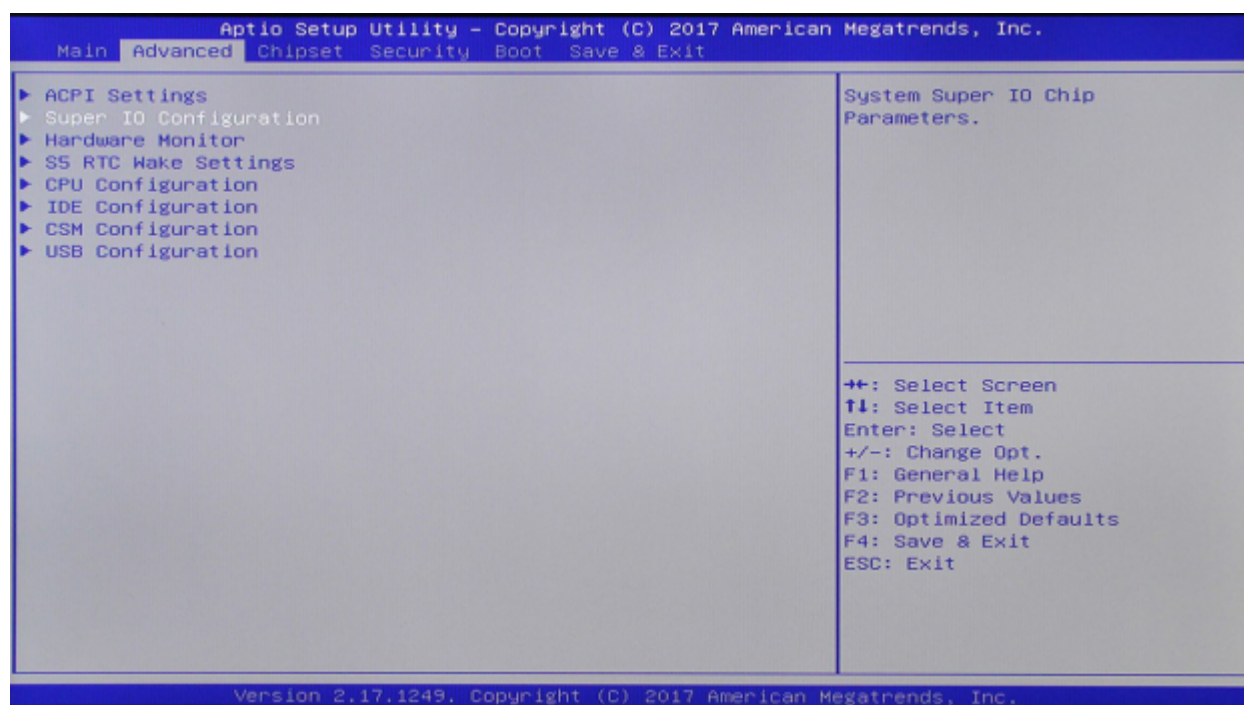 Aptio Setup Utility – Copyright (C) 2017 American Megatrends, Inc.
Main Advanced Chipset Security Boot Save & Exit
► ACPI Settings
► Super IO Configuration
► Hardware Monitor
► S5 RTC Wake Settings
► CPU Configuration
► IDE Configuration
► CSM Configuration
► USB Configuration
System Super IO Chip
Parameters.
→←: Select Screen
↑↓: Select Item
Enter: Select
+/-: Change Opt.
F1: General Help
F2: Previous Values
F3: Optimized Defaults
F4: Save & Exit
ESC: Exit
Version 2.17.1249. Copyright (C) 2017 American Megatrends, Inc.